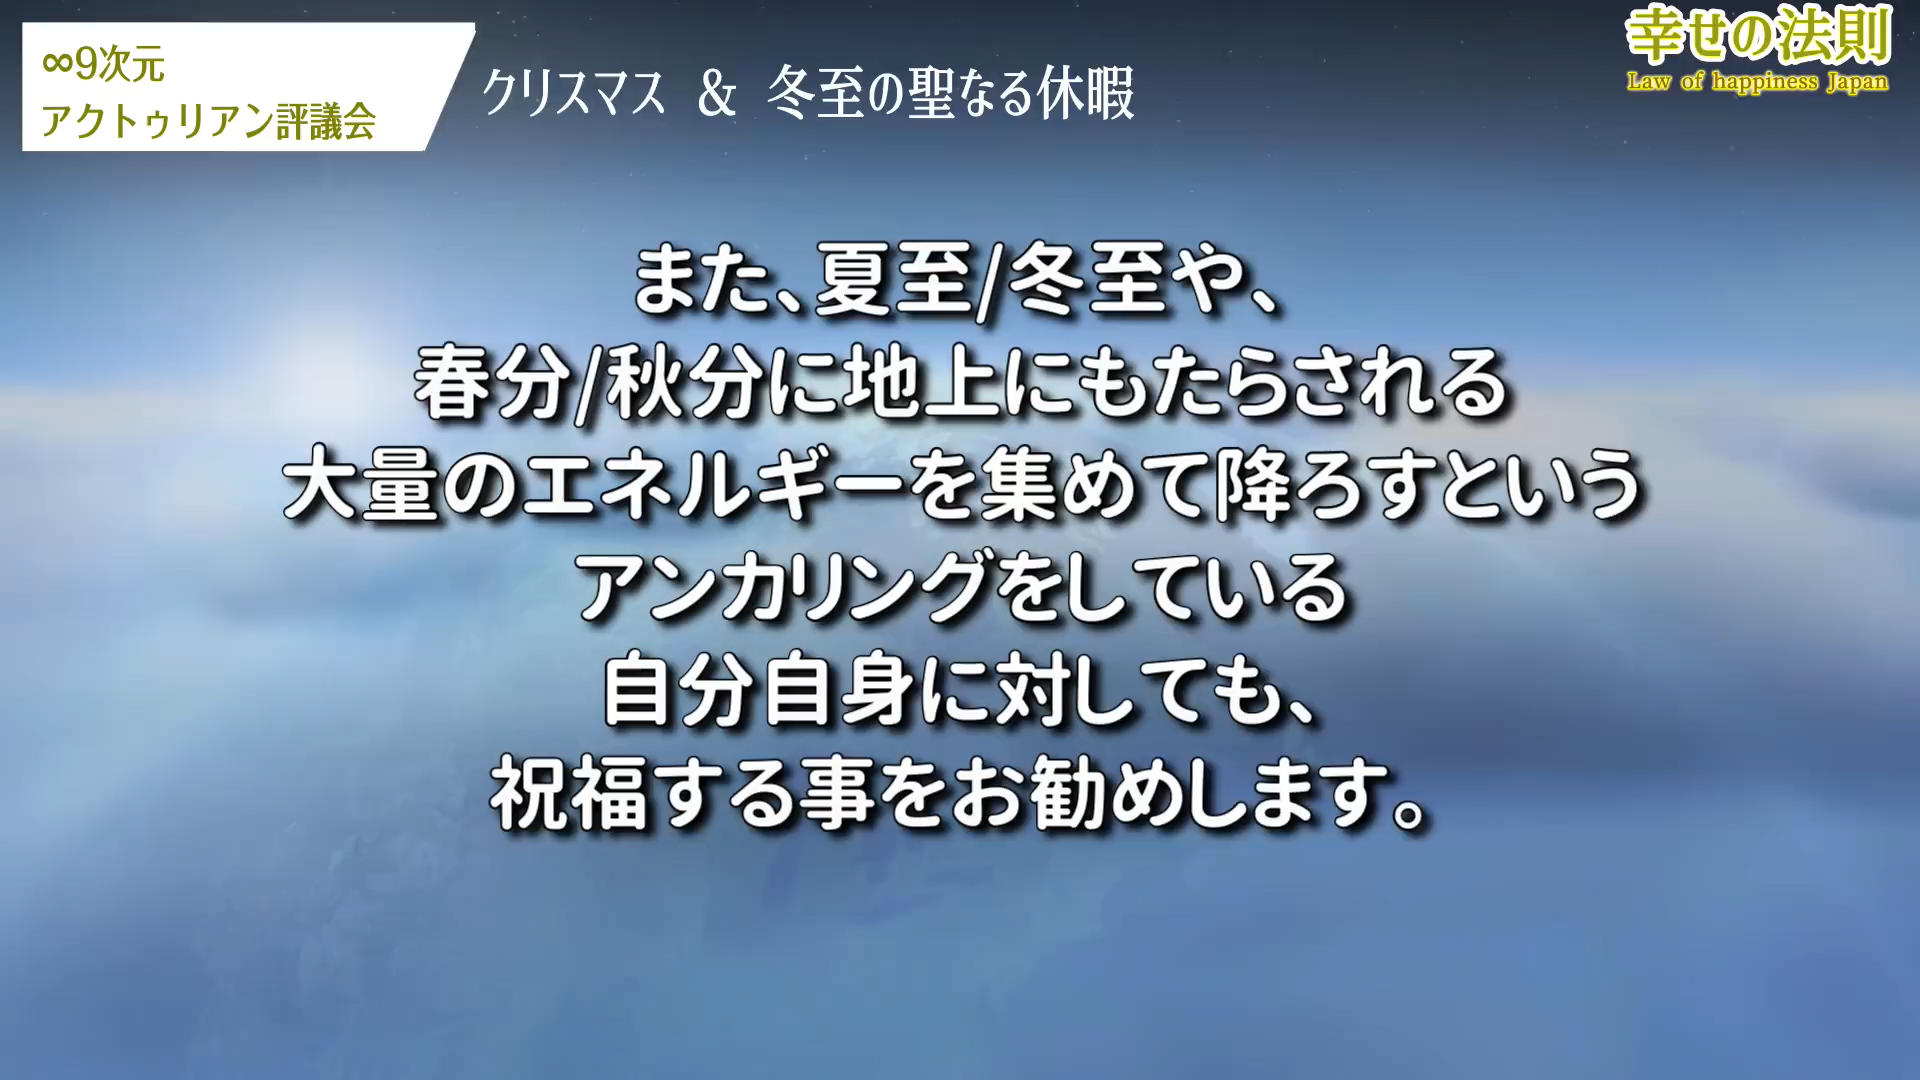 ∞9次元
アクトゥリアン評議会
クリスマス & 冬至の聖なる休暇
幸せの法則
Law of happiness Japan
また、夏至/冬至や、
春分/秋分に地上にもたらされる
大量のエネルギーを集めて降ろすという
アンカリングをしている
自分自身に対しても、
祝福する事をお勧めします。